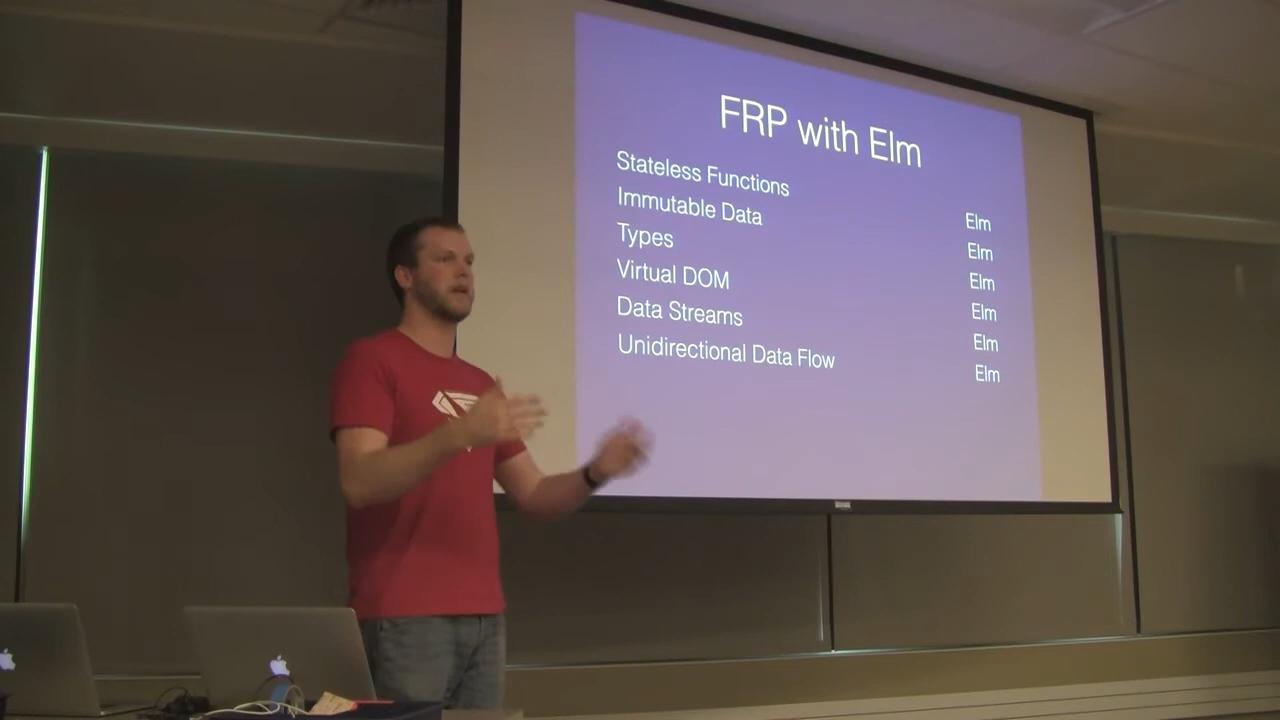 FRP with Elm
Stateless Functions Elm
Immutable Data Elm
Types Elm
Virtual DOM Elm
Data Streams Elm
Unidirectional Data Flow Elm